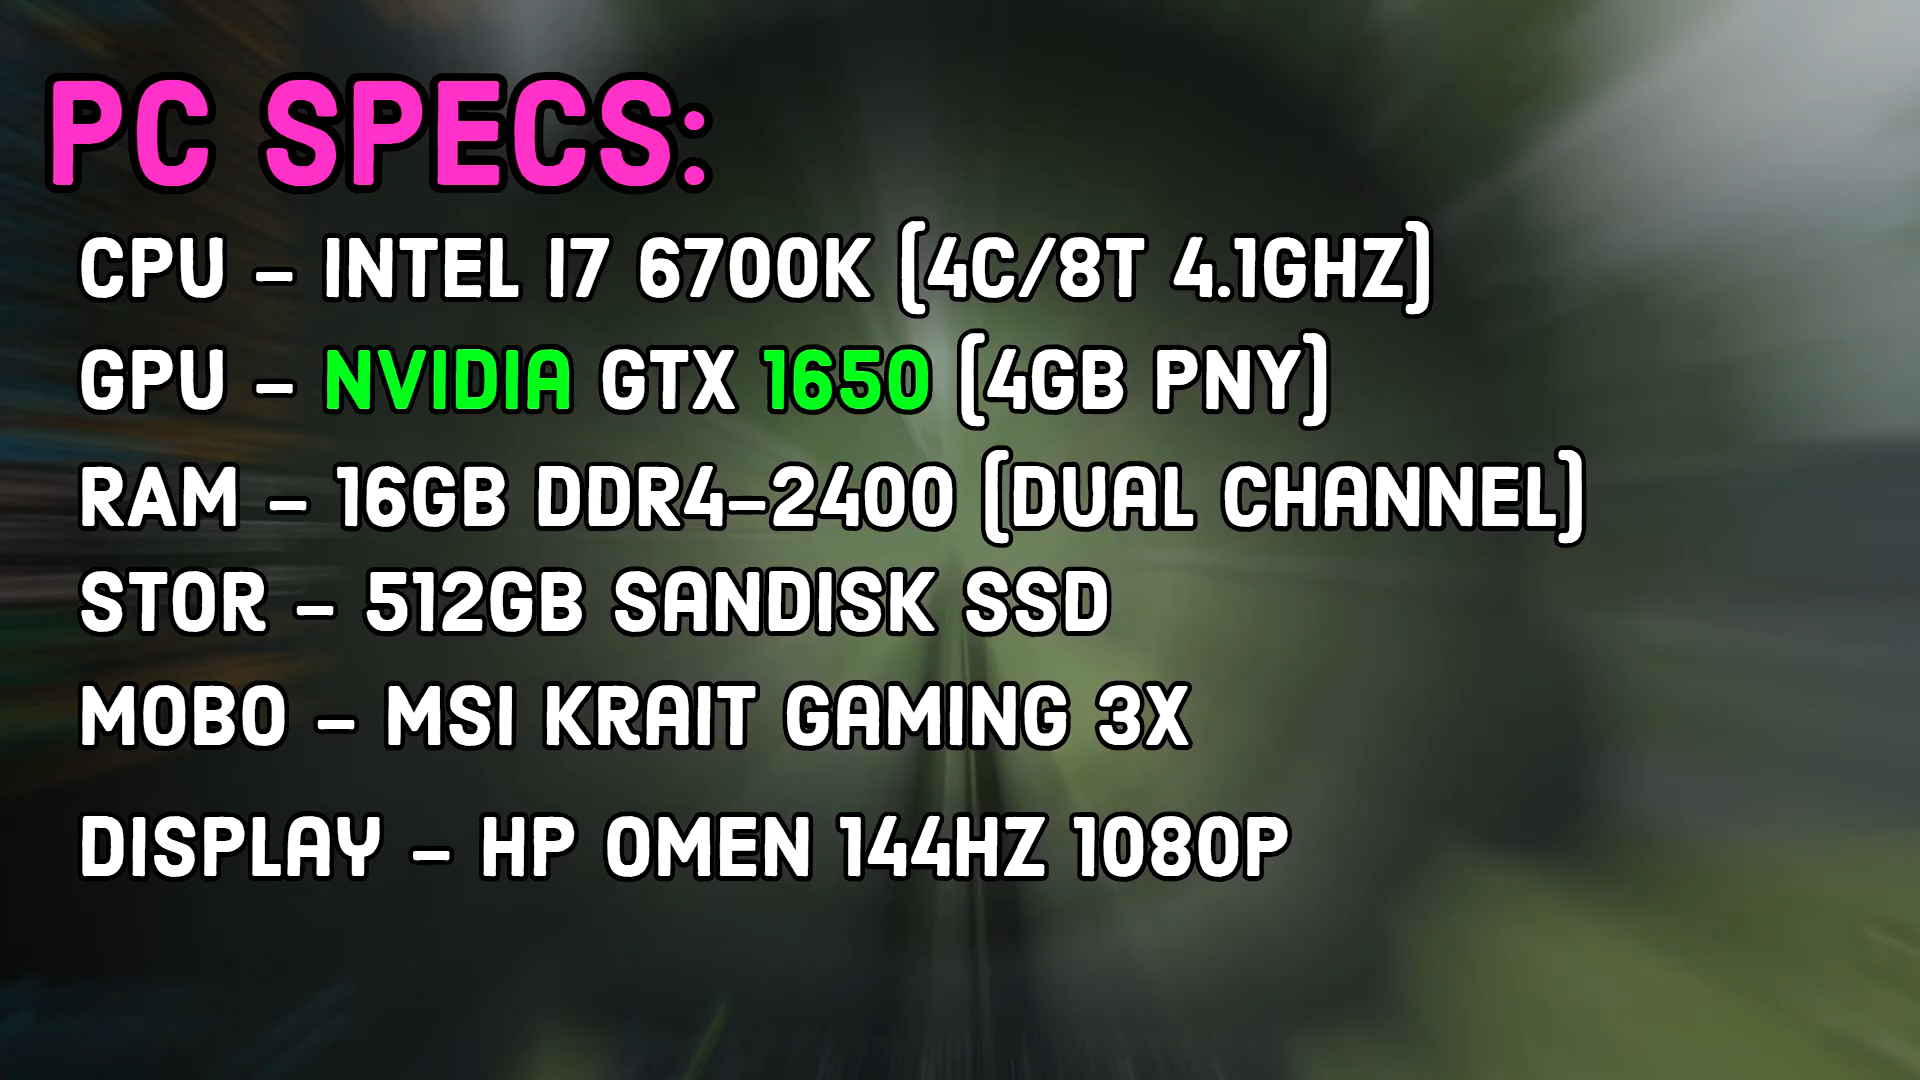 PC SPECS:
CPU – INTEL I7 6700K (4C/8T 4.1GHZ)
GPU – NVIDIA GTX 1650 (4GB PNY)
RAM – 16GB DDR4-2400 (DUAL CHANNEL)
STOR – 512GB SANDISK SSD
MOBO – MSI KRAIT GAMING 3X
DISPLAY – HP OMEN 144HZ 1080P